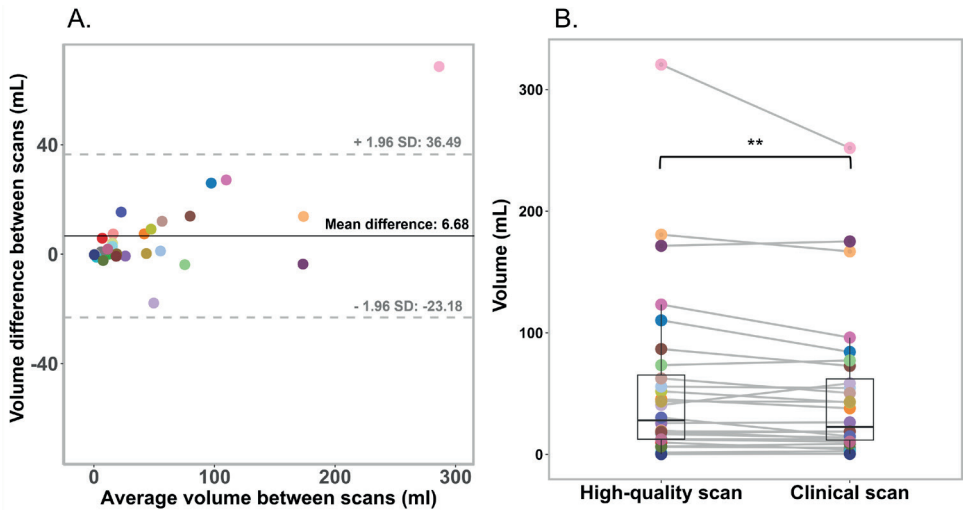 A.
Volume difference between scans (mL)
40
0
-40
+ 1.96 SD: 36.49
Mean difference: 6.68
- 1.96 SD: -23.18
0
100
200
300
Average volume between scans (ml)
B.
Volume (mL)
300
200
100
0
**
High-quality scan
Clinical scan